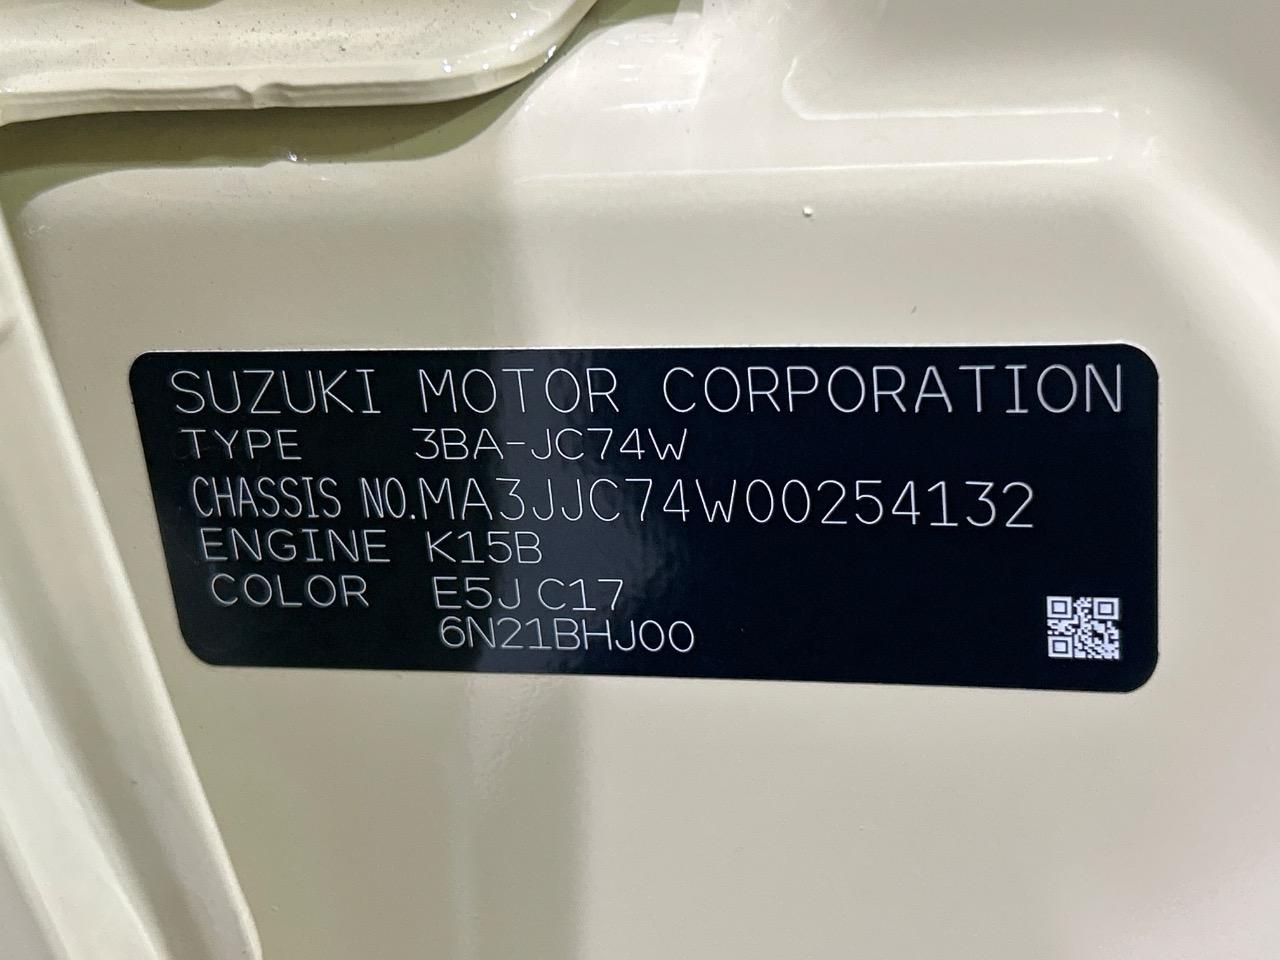 SUZUKI MOTOR CORPORATION
TYPE 3BA-JC74W
CHASSIS NO.MA3JJC74W00254132
ENGINE K15B
COLOR E5J C17
6N21BHJ00